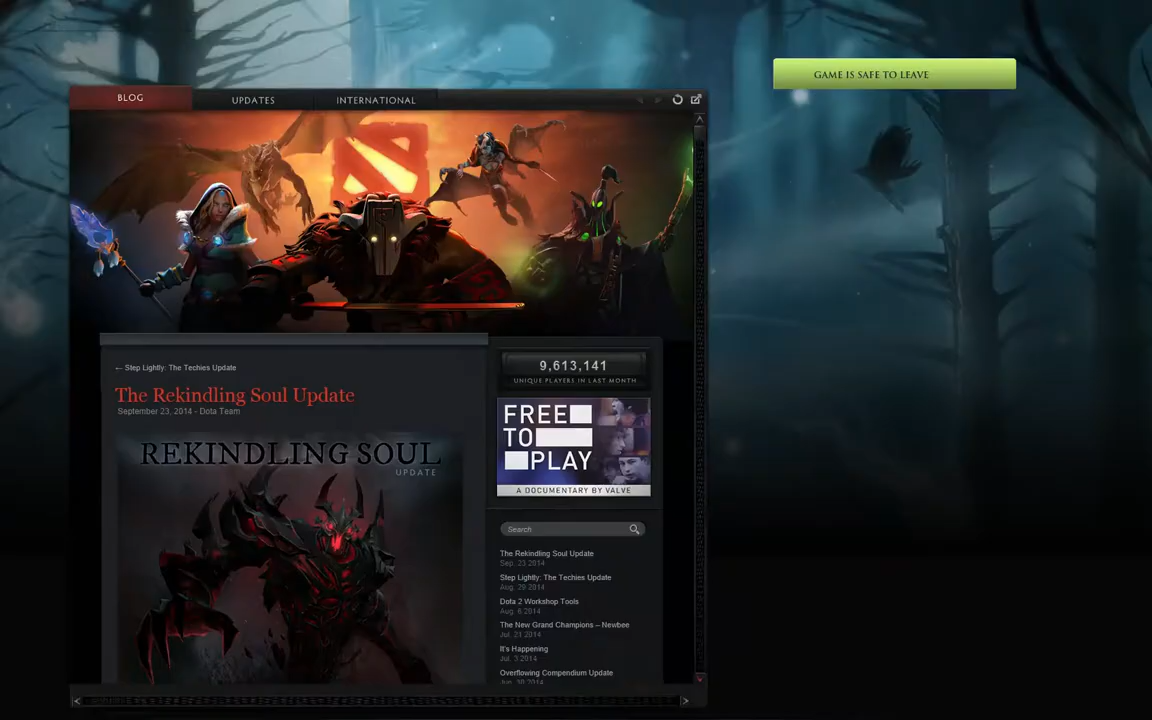 GAME IS SAFE TO LEAVE
BLOG
UPDATES
INTERNATIONAL
← Step Lightly: The Techies Update
The Rekindling Soul Update
September 23, 2014 - Dota Team
REKINDLING SOUL
UPDATE
9,613,141
UNIQUE PLAYERS IN LAST MONTH
FREE
TO
PLAY
A DOCUMENTARY BY VALVE
Search
The Rekindling Soul Update
Sep. 23 2014
Step Lightly: The Techies Update
Aug. 29 2014
Dota 2 Workshop Tools
Aug. 6 2014
The New Grand Champions – Newbee
Jul. 21 2014
It's Happening
Jul. 3 2014
Overflowing Compendium Update